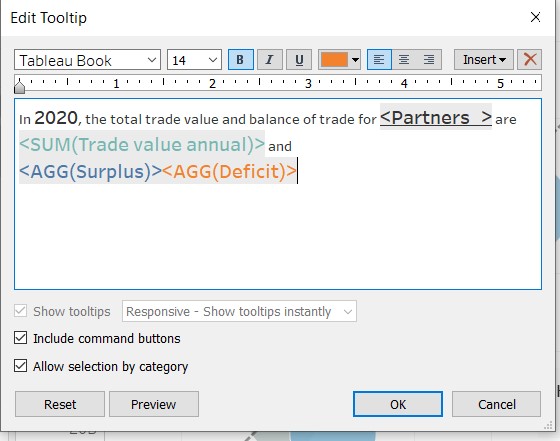 Edit Tooltip
Tableau Book 14 B I U Insert
1 2 3 4 5
In 2020, the total trade value and balance of trade for <Partners > are
<SUM(Trade value annual)> and
<AGG(Surplus)><AGG(Deficit)>
Show tooltips Responsive - Show tooltips instantly
Include command buttons
Allow selection by category
Reset Preview OK Cancel